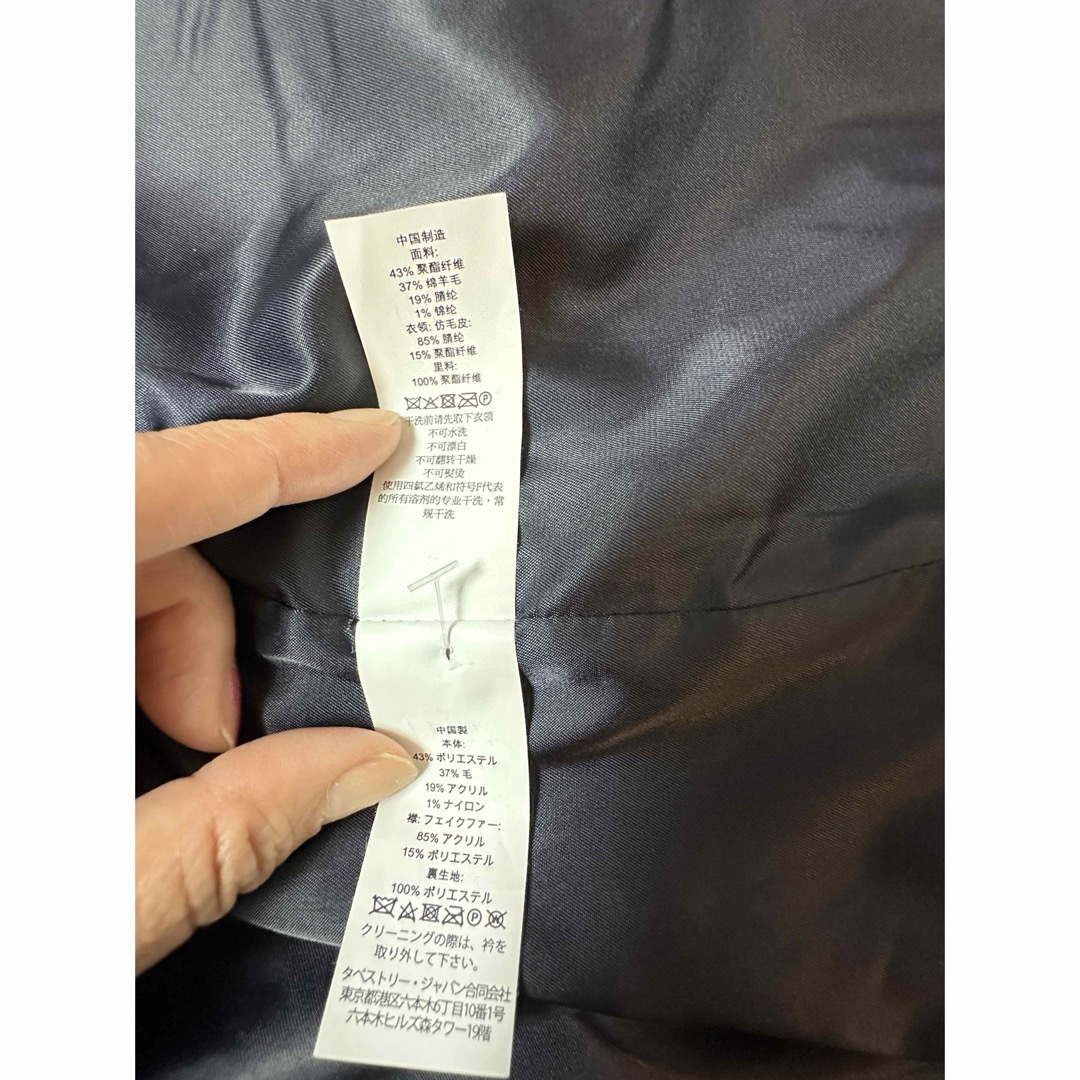 中国制造
面料:
43% 聚酯纤维
37% 绵羊毛
19% 腈纶
1% 锦纶
衣领: 仿毛皮:
85% 腈纶
15% 聚酯纤维
里料:
100% 聚酯纤维
干洗前请先取下衣领
不可水洗
不可漂白
不可翻转干燥
不可熨烫
使用四氯乙烯和符号F代表
的所有溶剂的专业干洗，常
规干洗
中国製
本体:
43% ポリエステル
37% 毛
19% アクリル
1% ナイロン
襟: フェイクファー:
85% アクリル
15% ポリエステル
裏生地:
100% ポリエステル
クリーニングの際は、衿を
取り外して下さい。
タペストリー・ジャパン合同会社
東京都港区六本木6丁目10番1号
六本木ヒルズ森タワー19階